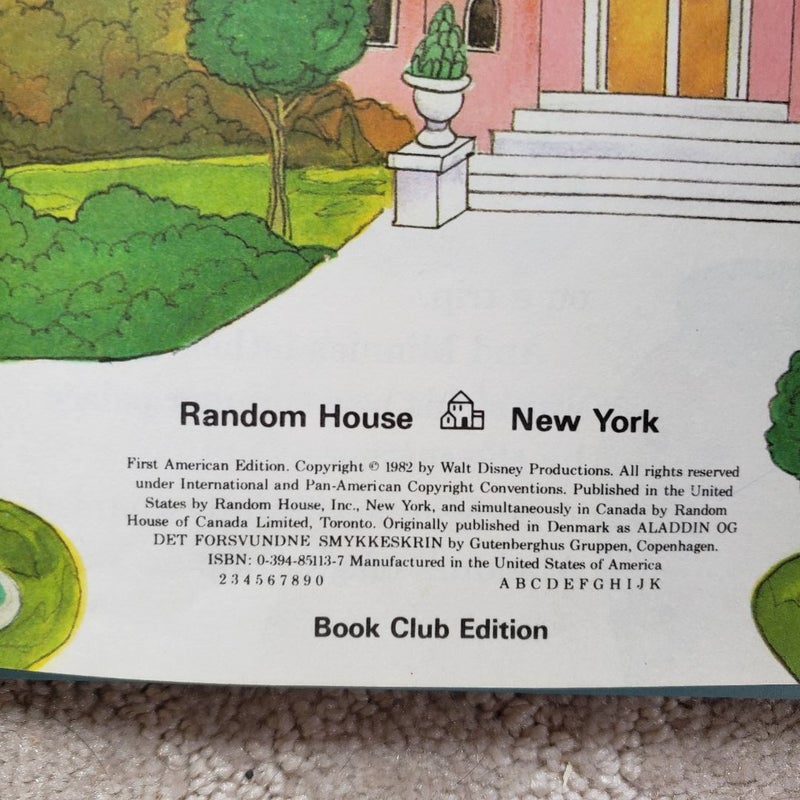 Random House New York
First American Edition. Copyright © 1982 by Walt Disney Productions. All rights reserved
under International and Pan-American Copyright Conventions. Published in the United
States by Random House, Inc., New York, and simultaneously in Canada by Random
House of Canada Limited, Toronto. Originally published in Denmark as ALADDIN OG
DET FORSVUNDNE SMYKKESKRIN by Gutenberghus Gruppen, Copenhagen.
ISBN: 0-394-85113-7 Manufactured in the United States of America
2 3 4 5 6 7 8 9 0 A B C D E F G H I J K
Book Club Edition